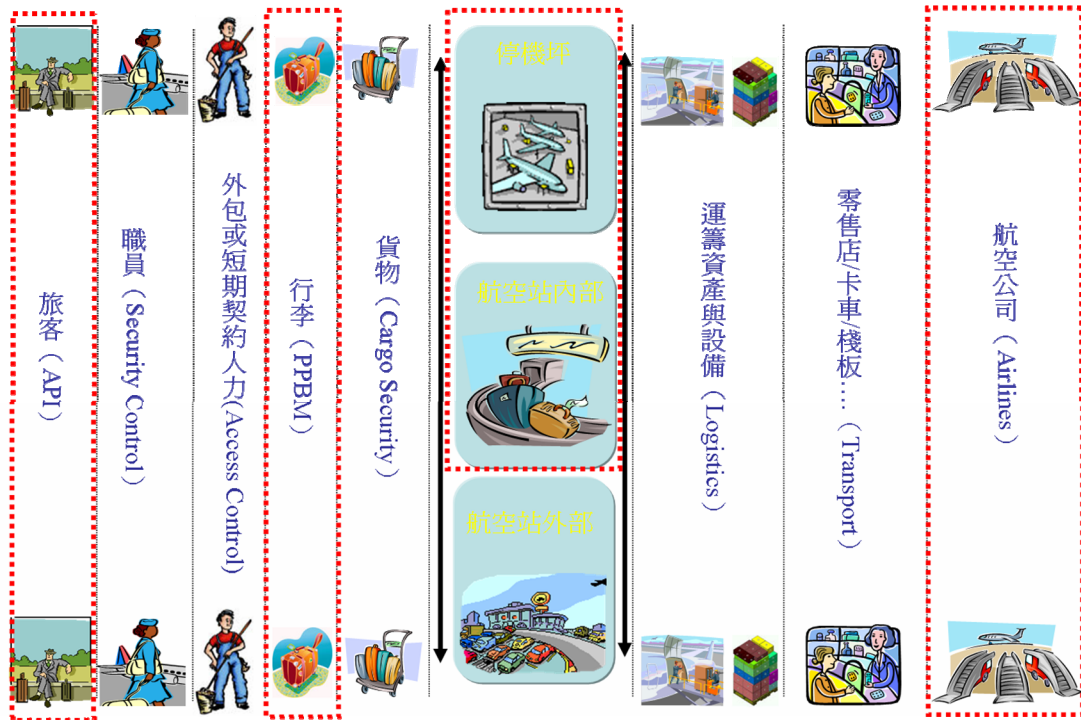 旅客（API）
職員（Security Control）
外包或短期契約人力(Access Control)
行李（PPBM）
貨物（Cargo Security）
停機坪
航空站內部
航空站外部
運籌資產與設備（Logistics）
零售店/卡車/棧板…（Transport）
航空公司（Airlines）